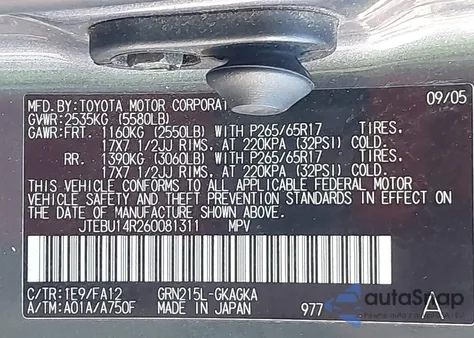 MFD. BY: TOYOTA MOTOR CORPORAT 09/05
GVWR: 2535KG (5580LB)
GAWR: FRT. 1160KG (2550LB) WITH P265/65R17 TIRES.
17X7 1/2JJ RIMS. AT 220KPA (32PSI) COLD.
RR. 1390KG (3060LB) WITH P265/65R17 TIRES.
17X7 1/2JJ RIMS. AT 220KPA (32PSI) COLD.
THIS VEHICLE CONFORMS TO ALL APPLICABLE FEDERAL MOTOR
VEHICLE SAFETY AND THEFT PREVENTION STANDARDS IN EFFECT ON
THE DATE OF MANUFACTURE SHOWN ABOVE.
JTEBU14R260081311 MPV
C/TR: 1E9/FA12 GRN215L-GKAGKA
A/TM: A01A/A750F MADE IN JAPAN 977 A
autoSnap